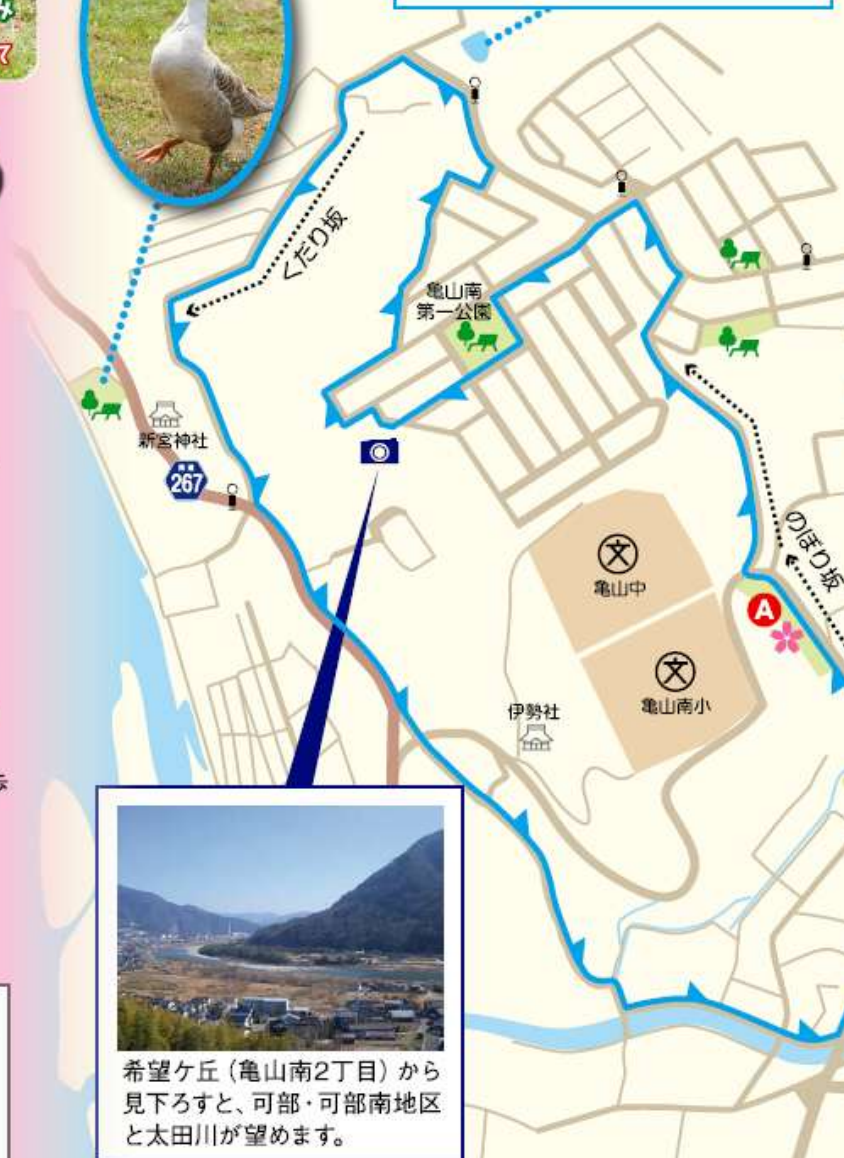 み
くだり坂
亀山南
第一公園
新宮神社
267
亀山中
のぼり坂
A
亀山南小
伊勢社
歩
希望ケ丘（亀山南2丁目）から
見下ろすと、可部・可部南地区
と太田川が望めます。